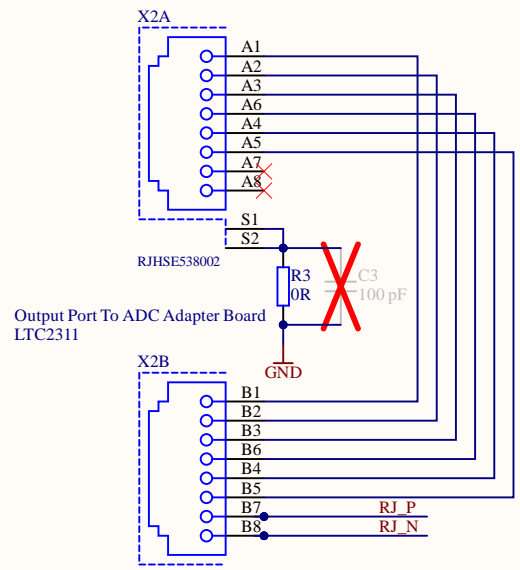 X2A
A1
A2
A3
A6
A4
A5
A7
A8
S1
S2
RJHSE538002
R3
0R
C3
100 pF
Output Port To ADC Adapter Board
LTC2311
GND
X2B
B1
B2
B3
B6
B4
B5
B7 RJ_P
B8 RJ_N